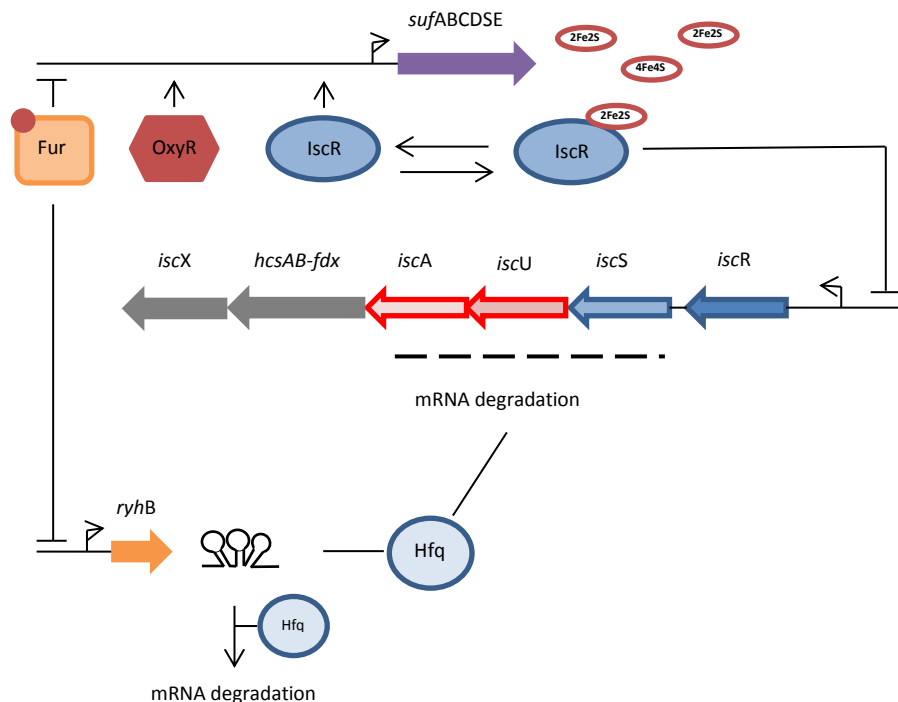 sufABCDSE
2Fe2S
2Fe2S
4Fe4S
2Fe2S
Fur
OxyR
IscR
IscR
iscX
hcsAB-fdx
iscA
iscU
iscS
iscR
mRNA degradation
ryhB
Hfq
Hfq
mRNA degradation